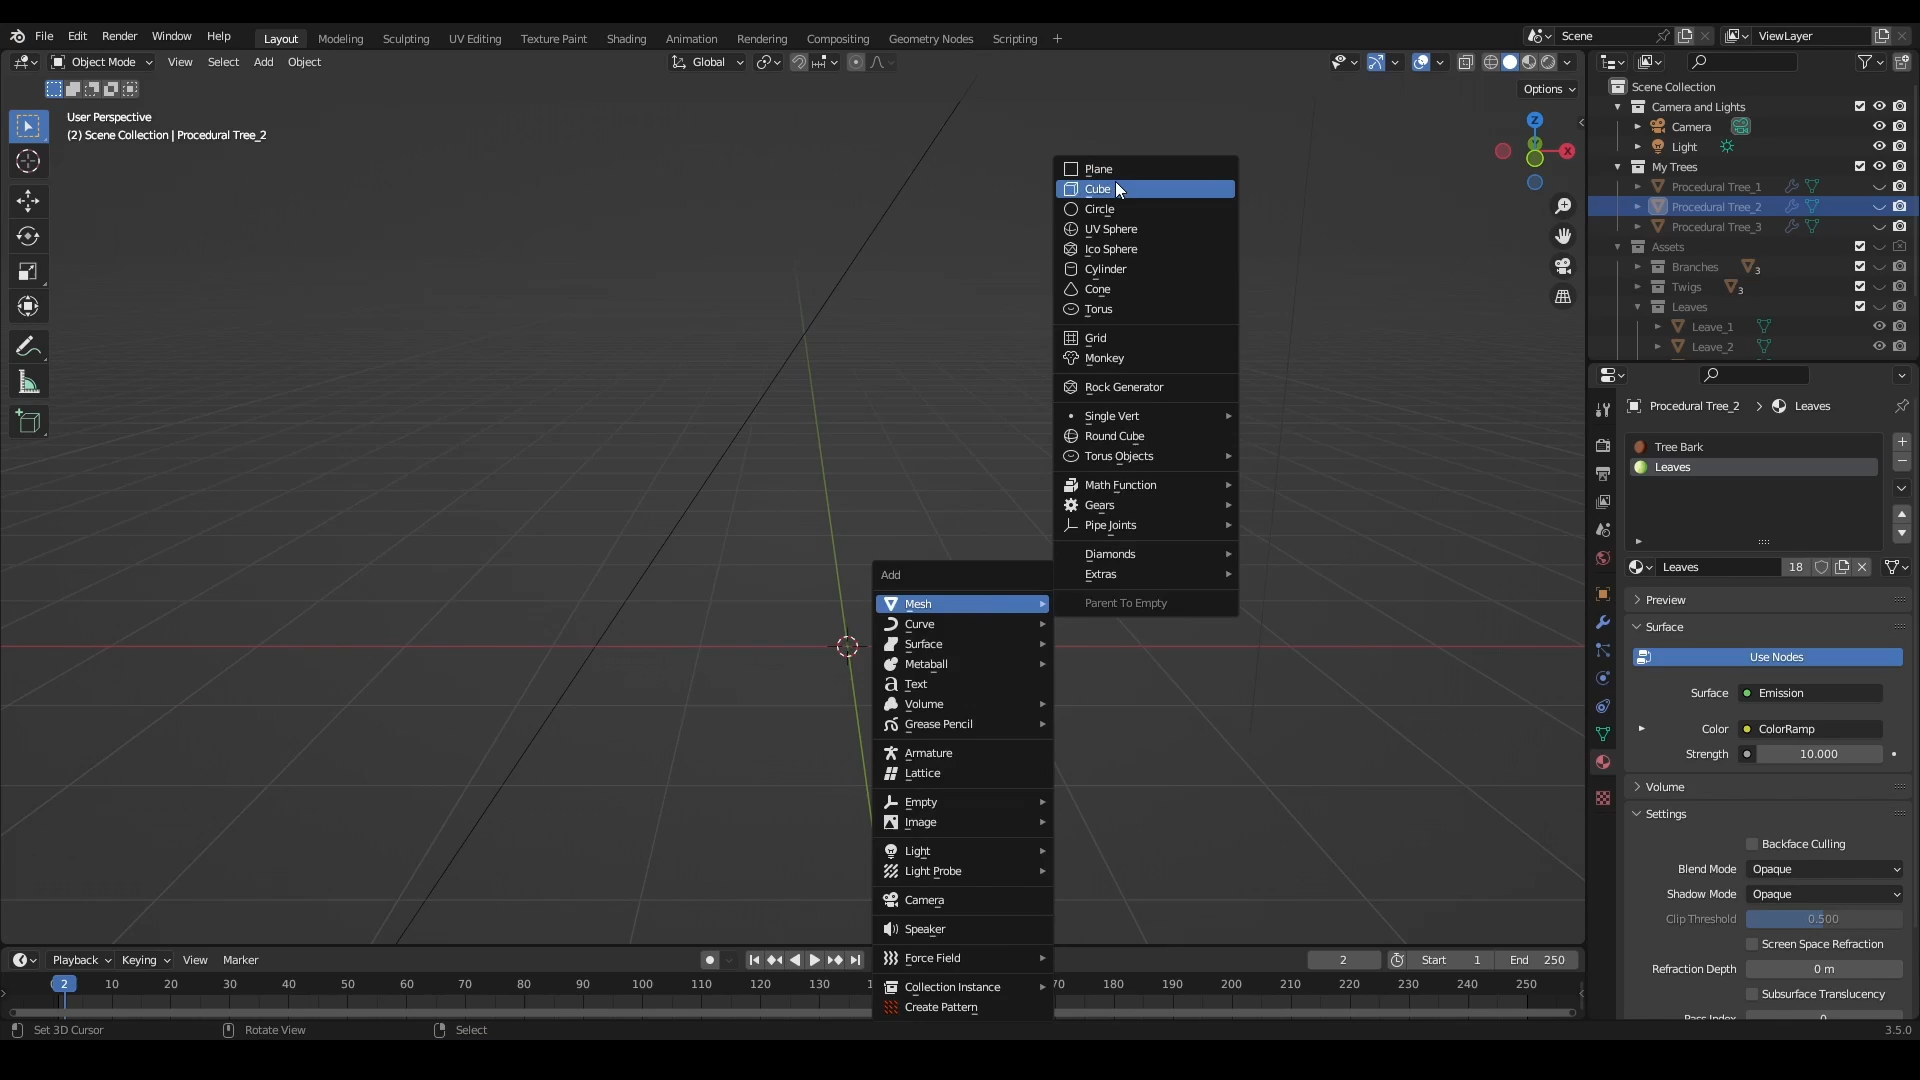 File Edit Render Window Help Layout Modeling Sculpting UV Editing Texture Paint Shading Animation Rendering Compositing Geometry Nodes Scripting + Scene ViewLayer
Object Mode View Select Add Object Global
Options
User Perspective
(2) Scene Collection | Procedural Tree_2
Z
X
Scene Collection
Camera and Lights
Camera
Light
My Trees
Procedural Tree_1
Procedural Tree_2
Procedural Tree_3
Assets
Branches 3
Twigs 3
Leaves
Leave_1
Leave_2
Plane
Cube
Circle
UV Sphere
Ico Sphere
Cylinder
Cone
Torus
Grid
Monkey
Rock Generator
Single Vert
Round Cube
Torus Objects
Math Function
Gears
Pipe Joints
Diamonds
Extras
Parent To Empty
Add
Mesh
Curve
Surface
Metaball
Text
Volume
Grease Pencil
Armature
Lattice
Empty
Image
Light
Light Probe
Camera
Speaker
Force Field
Collection Instance
Create Pattern
Procedural Tree_2 > Leaves
Tree Bark
Leaves
Leaves 18
Preview
Surface
Use Nodes
Surface Emission
Color ColorRamp
Strength 10.000
Volume
Settings
Backface Culling
Blend Mode Opaque
Shadow Mode Opaque
Clip Threshold 0.500
Screen Space Refraction
Refraction Depth 0 m
Subsurface Translucency
Pass Index 0
Playback Keying View Marker 2 Start 1 End 250
2 10 20 30 40 50 60 70 80 90 100 110 120 130 180 190 200 210 220 230 240 250
Set 3D Cursor Rotate View Select 3.5.0